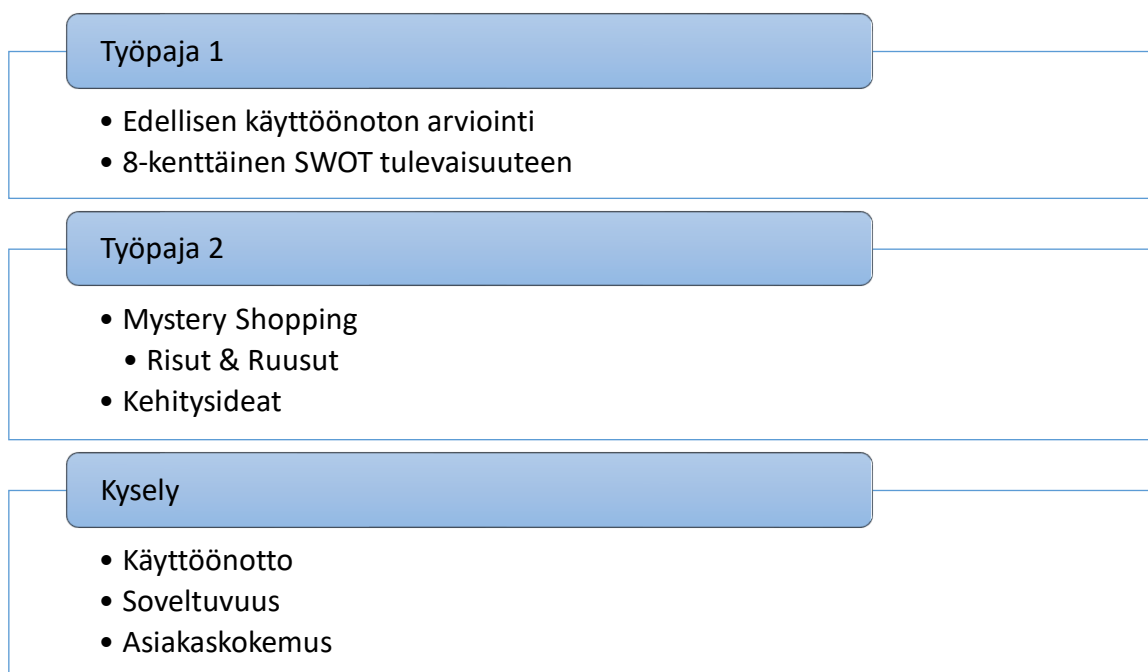 Työpaja 1
• Edellisen käyttöönoton arviointi
• 8-kenttäinen SWOT tulevaisuuteen
Työpaja 2
• Mystery Shopping
• Risut & Ruusut
• Kehitysideat
Kysely
• Käyttöönotto
• Soveltuvuus
• Asiakaskokemus